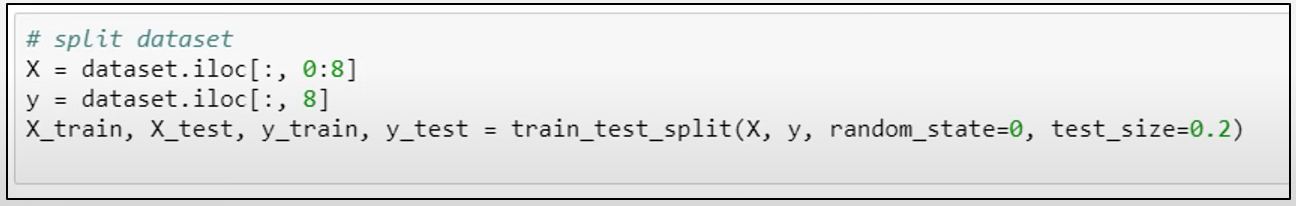 # split dataset
X = dataset.iloc[:, 0:8]
y = dataset.iloc[:, 8]
X_train, X_test, y_train, y_test = train_test_split(X, y, random_state=0, test_size=0.2)